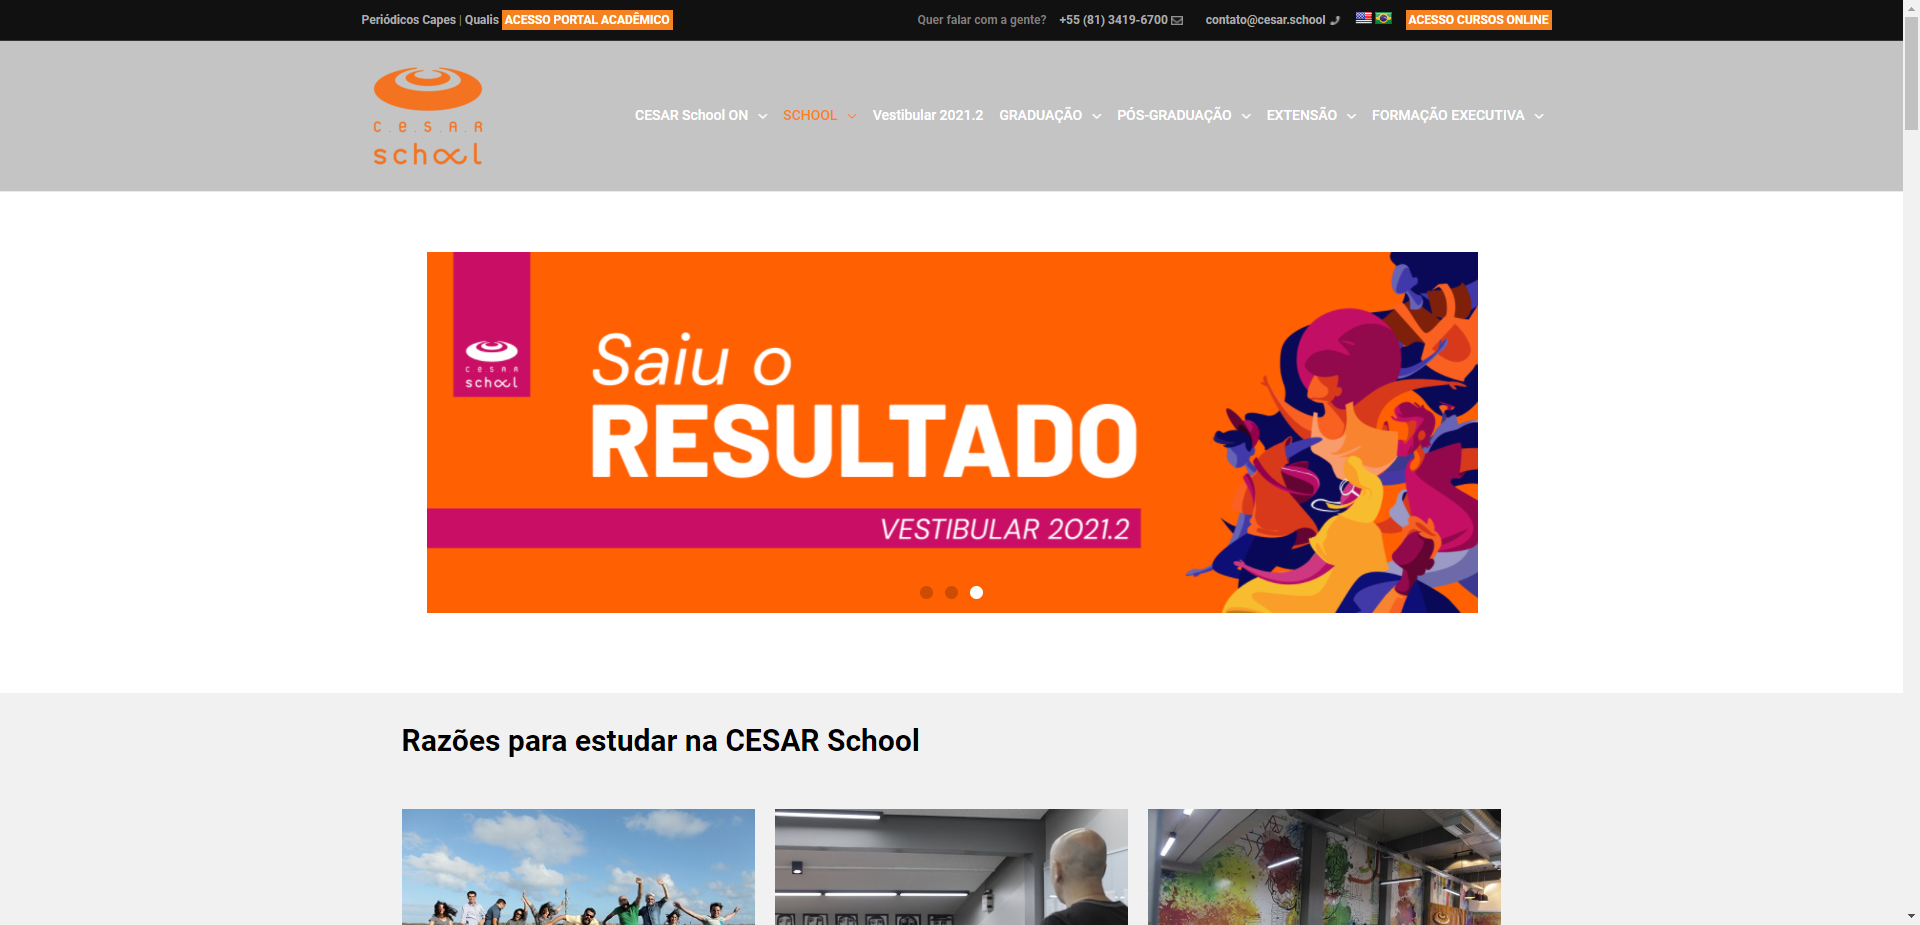 Periódicos Capes | Qualis ACESSO PORTAL ACADÊMICO
Quer falar com a gente? +55 (81) 3419-6700 contato@cesar.school ACESSO CURSOS ONLINE
c.e.s.a.r
school
CESAR School ON SCHOOL Vestibular 2021.2 GRADUAÇÃO PÓS-GRADUAÇÃO EXTENSÃO FORMAÇÃO EXECUTIVA
c.e.s.a.r
school
Saiu o
RESULTADO
VESTIBULAR 2021.2
Razões para estudar na CESAR School